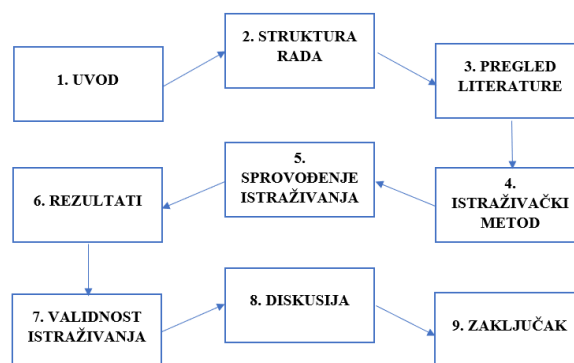 1. UVOD
2. STRUKTURA
RADA
3. PREGLED
LITERATURE
4.
ISTRAŽIVAČKI
METOD
5.
SPROVOĐENJE
ISTRAŽIVANJA
6. REZULTATI
7. VALIDNOST
ISTRAŽIVANJA
8. DISKUSIJA
9. ZAKLJUČAK